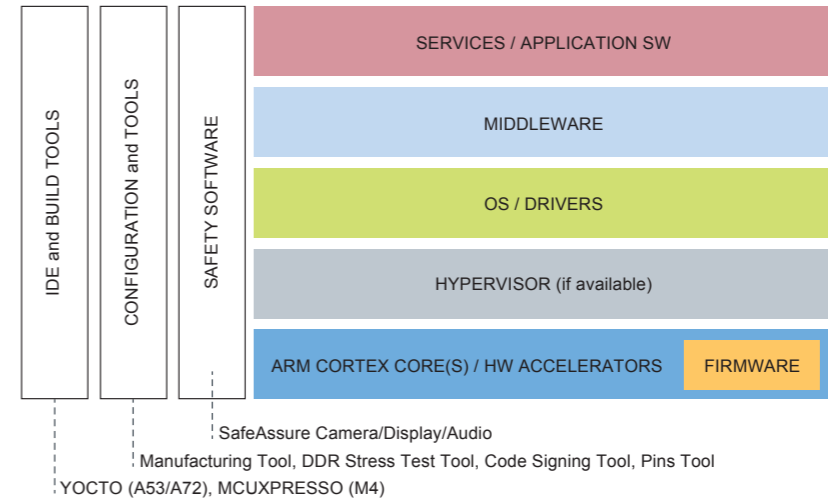 IDE and BUILD TOOLS
CONFIGURATION and TOOLS
SAFETY SOFTWARE
SERVICES / APPLICATION SW
MIDDLEWARE
OS / DRIVERS
HYPERVISOR (if available)
ARM CORTEX CORE(S) / HW ACCELERATORS
FIRMWARE
SafeAssure Camera/Display/Audio
Manufacturing Tool, DDR Stress Test Tool, Code Signing Tool, Pins Tool
YOCTO (A53/A72), MCUXPRESSO (M4)